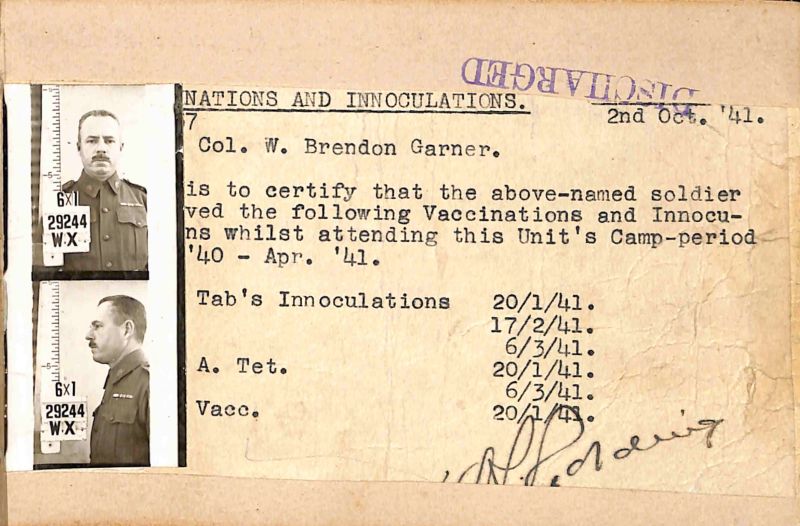 DISCHARGED
NATIONS AND INNOCULATIONS.
7
2nd Oct. '41.
Col. W. Brendon Garner.
is to certify that the above-named soldier
ved the following Vaccinations and Innocu-
ns whilst attending this Unit's Camp-period
'40 - Apr. '41.
Tab's Innoculations 20/1/41.
17/2/41.
6/3/41.
A. Tet. 20/1/41.
6/3/41.
Vacc. 20/1/41.
6X1
29244
WX
6X1
29244
WX